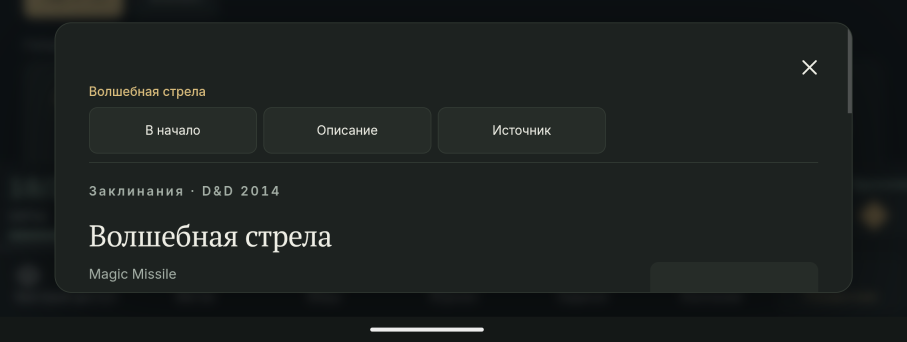 Волшебная стрела
В начало
Описание
Источник
Заклинания · D&D 2014
Волшебная стрела
Magic Missile